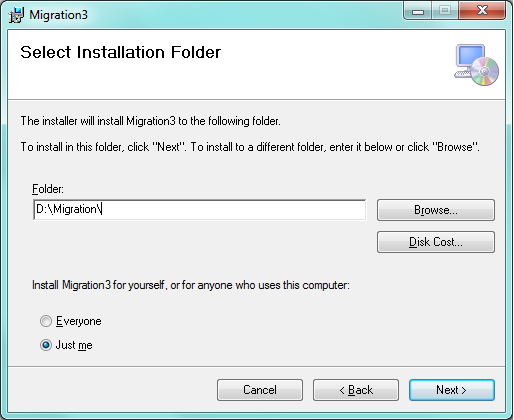 Migration3
Select Installation Folder
The installer will install Migration3 to the following folder.
To install in this folder, click "Next". To install to a different folder, enter it below or click "Browse".
Folder:
D:\Migration\
Browse...
Disk Cost...
Install Migration3 for yourself, or for anyone who uses this computer:
Everyone
Just me
Cancel
< Back
Next >